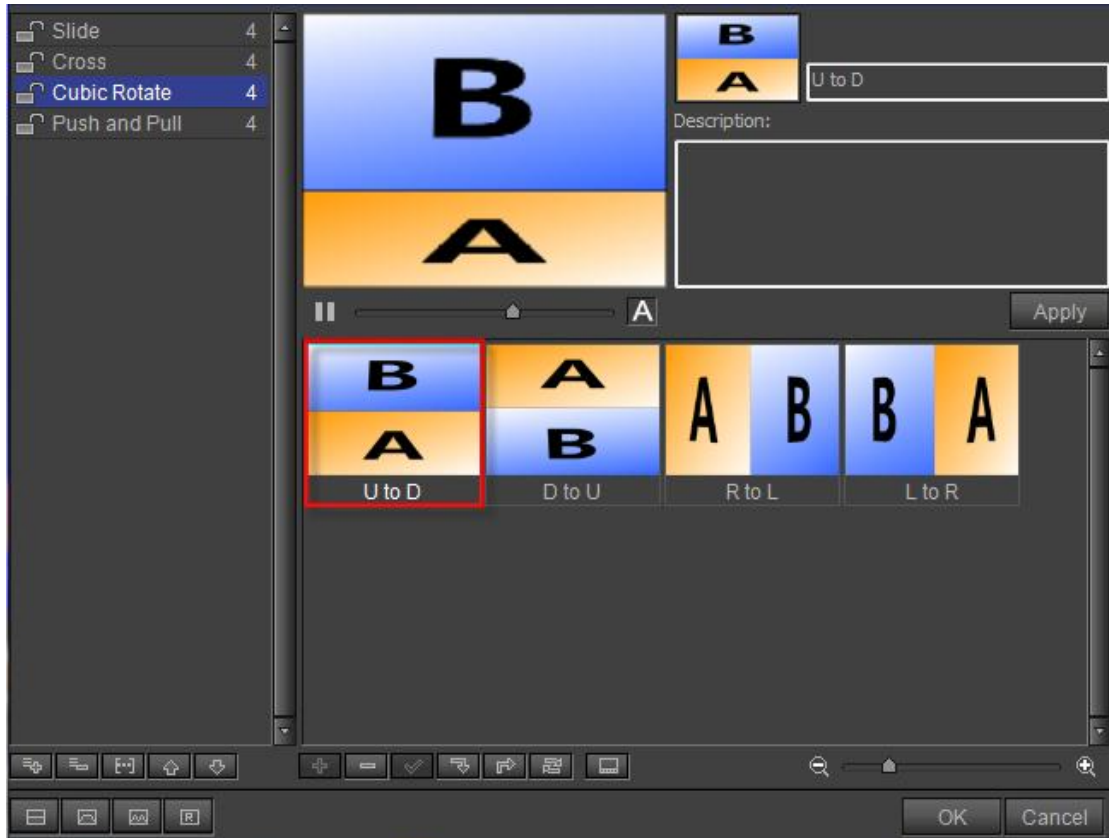 Slide 4
Cross 4
Cubic Rotate 4
Push and Pull 4
B
A
B
A
U to D
Description:
A
Apply
B
A
U to D
A
B
D to U
A B
R to L
B A
L to R
R
OK
Cancel